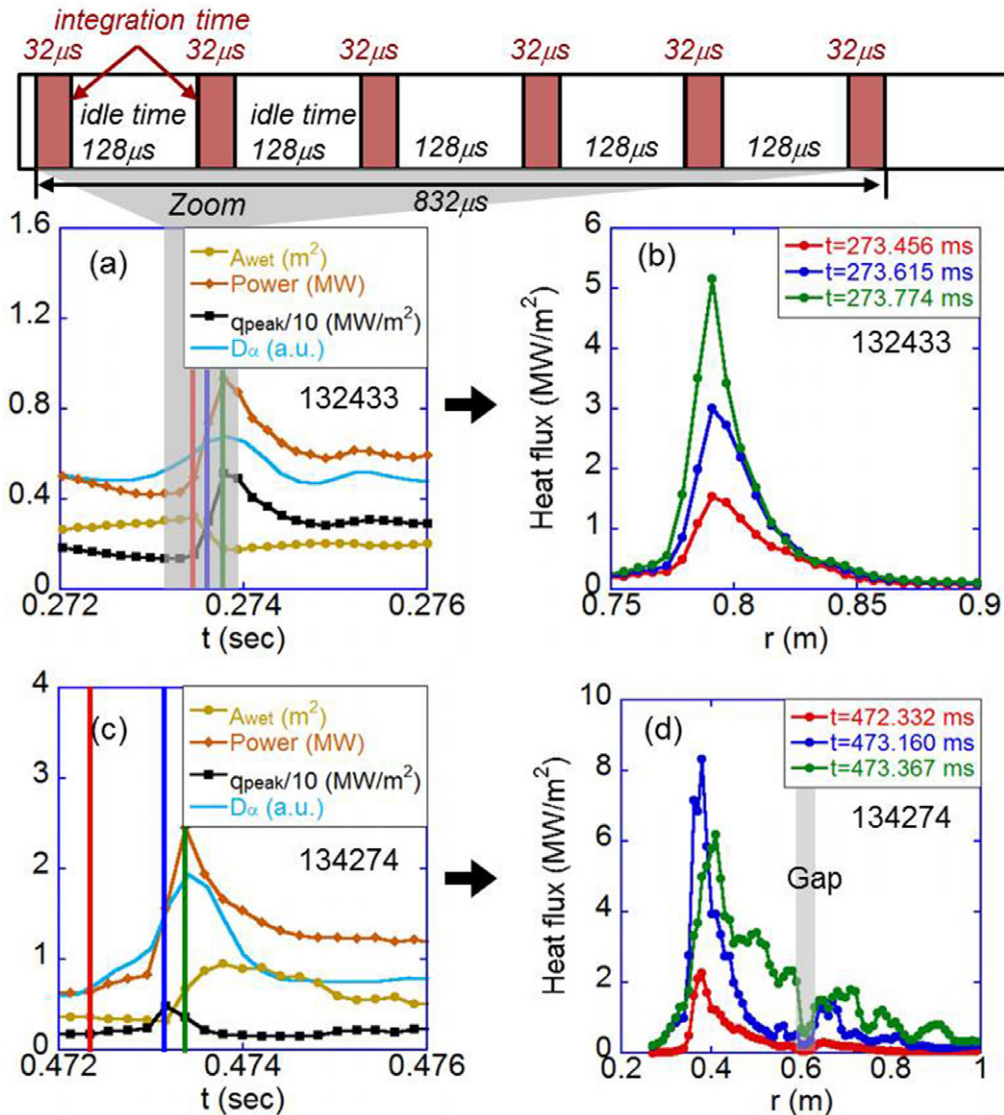 integration time
32μs 32μs 32μs 32μs 32μs 32μs
idle time idle time
128μs 128μs 128μs 128μs 128μs
Zoom 832μs
(a)
Awet (m²)
Power (MW)
qpeak/10 (MW/m²)
Dα (a.u.)
132433
1.6
1.2
0.8
0.4
0
0.272 0.274 0.276
t (sec)
(b)
t=273.456 ms
t=273.615 ms
t=273.774 ms
132433
Heat flux (MW/m²)
6
5
4
3
2
1
0
0.75 0.8 0.85 0.9
r (m)
(c)
Awet (m²)
Power (MW)
qpeak/10 (MW/m²)
Dα (a.u.)
134274
4
3
2
1
0
0.472 0.474 0.476
t (sec)
(d)
t=472.332 ms
t=473.160 ms
t=473.367 ms
134274
Gap
Heat flux (MW/m²)
10
8
6
4
2
0
0.2 0.4 0.6 0.8 1
r (m)